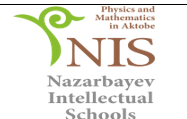 Physics and
Mathematics
in Aktobe
NIS
Nazarbayev
Intellectual
Schools